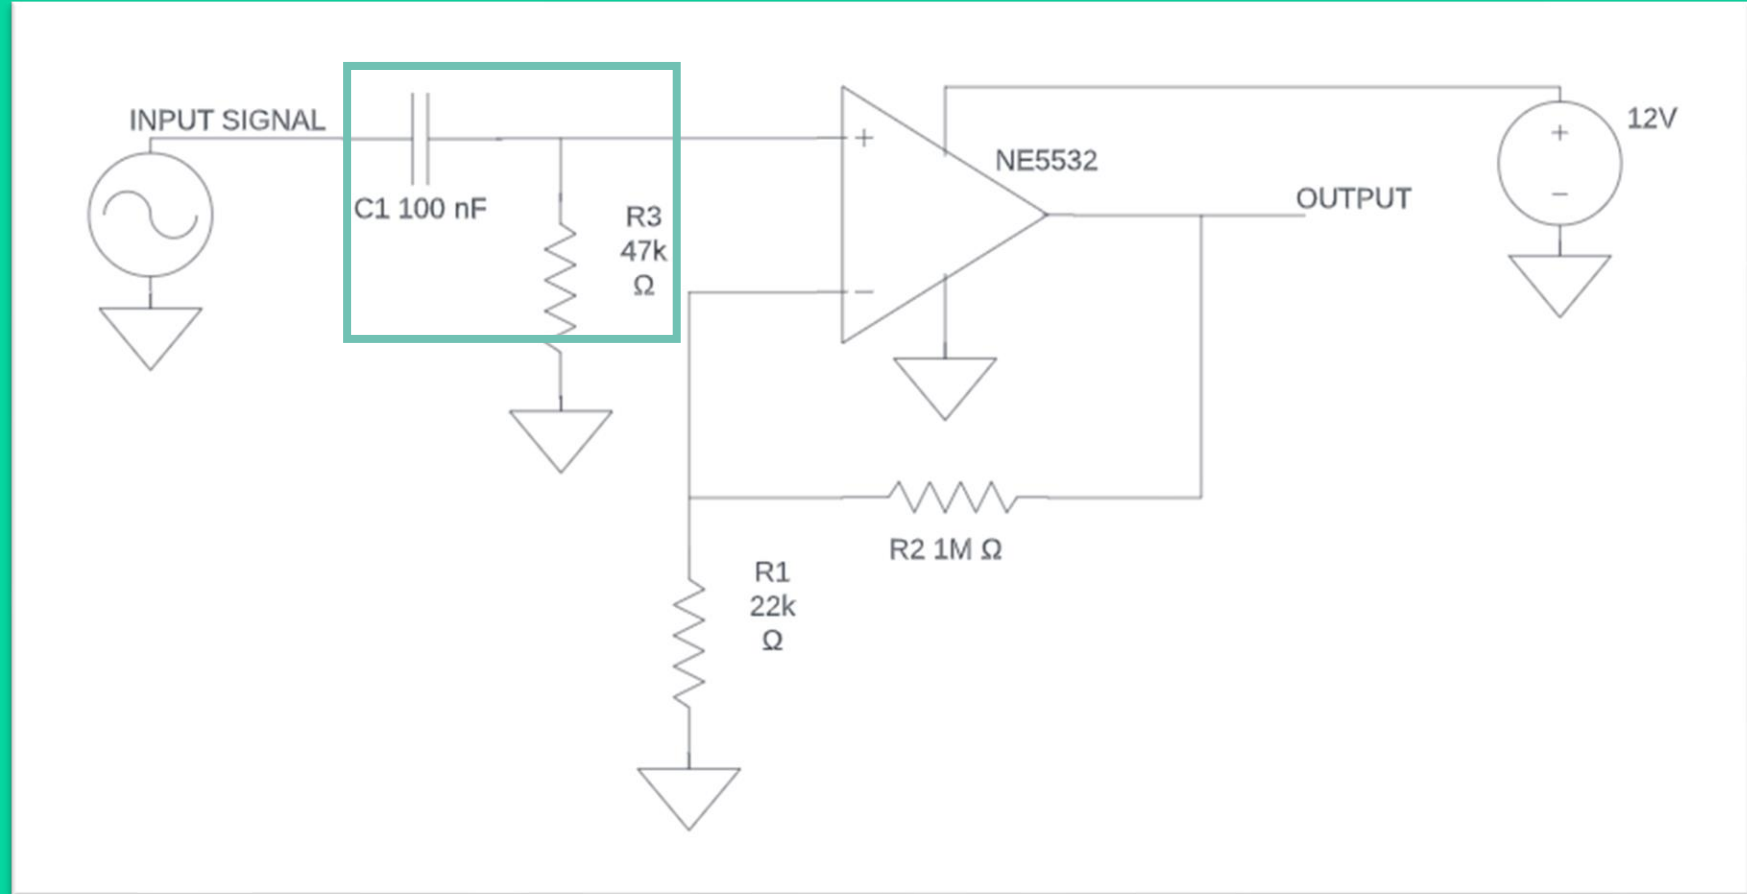 INPUT SIGNAL
C1 100 nF
R3
47k
Ω
+
−
NE5532
OUTPUT
+
−
12V
R2 1M Ω
R1
22k
Ω